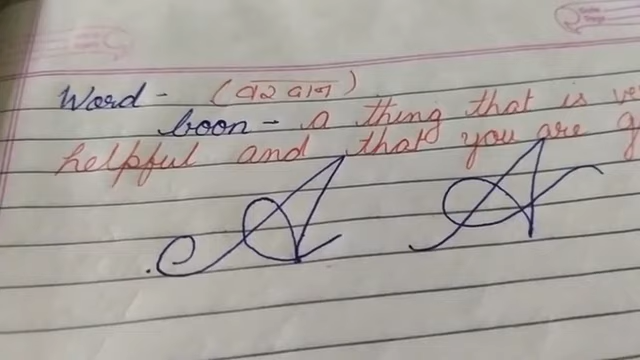 Word - (वरदान)
boon - a thing that is
helpful and that you are
A A